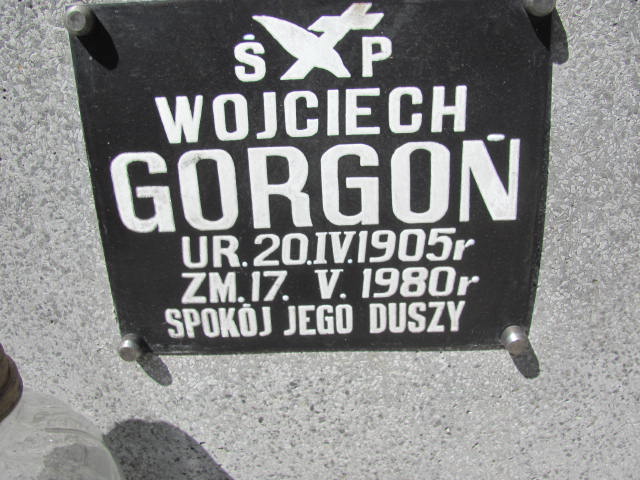 Ś P
WOJCIECH
GORGOŃ
UR. 20.IV.1905r
ZM. 17. V. 1980r
SPOKÓJ JEGO DUSZY